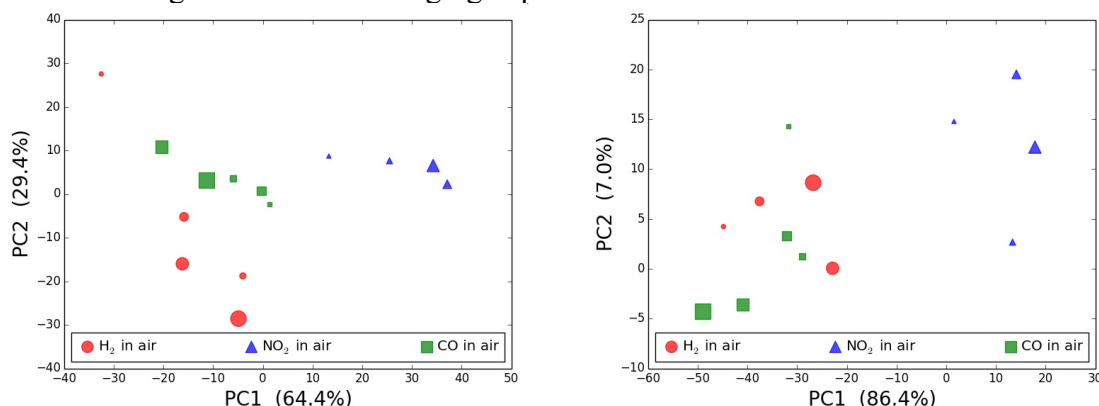 40
30
20
10
0
−10
−20
−30
−40
PC2 (29.4%)
H₂ in air NO₂ in air CO in air
−40 −30 −20 −10 0 10 20 30 40 50
PC1 (64.4%)
25
20
15
10
5
0
−5
−10
PC2 (7.0%)
H₂ in air NO₂ in air CO in air
−60 −50 −40 −30 −20 −10 0 10 20 30
PC1 (86.4%)